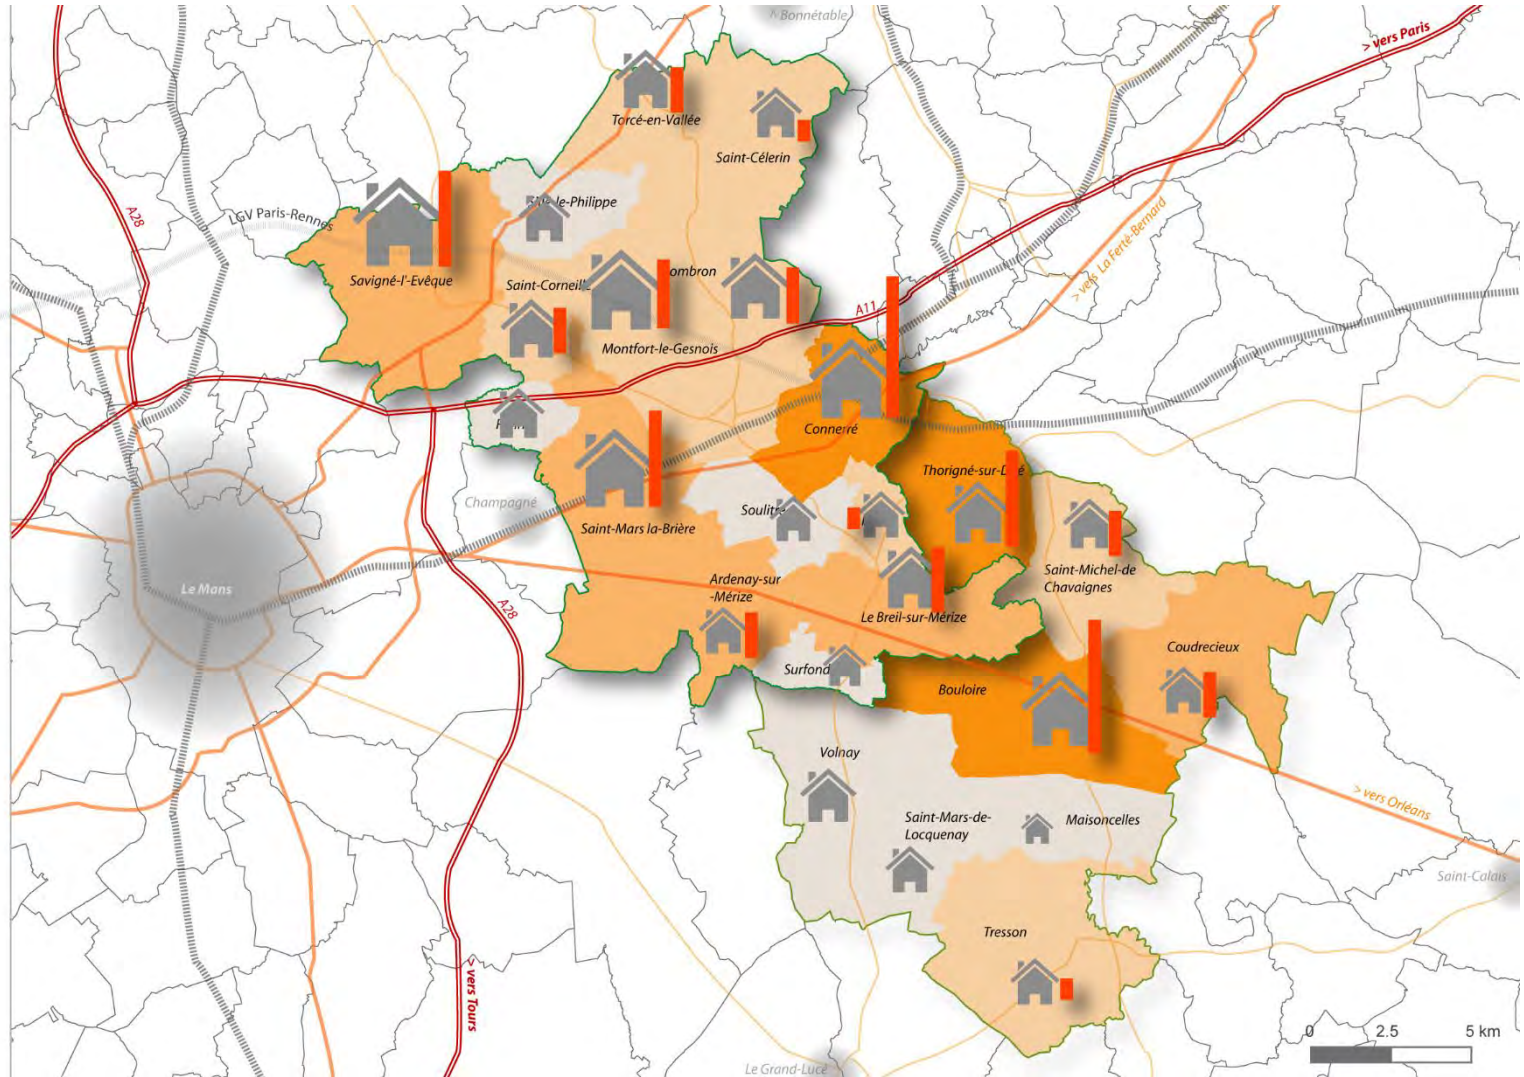 Bonnétable
> vers Paris
Torcé-en-Vallée
Saint-Célerin
A28
le-Philippe
LGV Paris-Rennes
> vers La Ferté-Bernard
Savigné-l'-Evêque
Saint-Corneille
ombron
A11
Montfort-le-Gesnois
Connerré
Thorigné-sur-Dué
Champagné
Soulitré
Saint-Mars la-Brière
Saint-Michel-de
Chavaignes
Ardenay-sur
-Mérize
Le Mans
A28
Le Breil-sur-Mérize
Coudrecieux
Surfond
Bouloire
Volnay
> vers Orléans
Saint-Mars-de-
Locquenay
Maisoncelles
Saint-Calais
Tresson
> vers Tours
0 2.5 5 km
Le Grand-Lucé